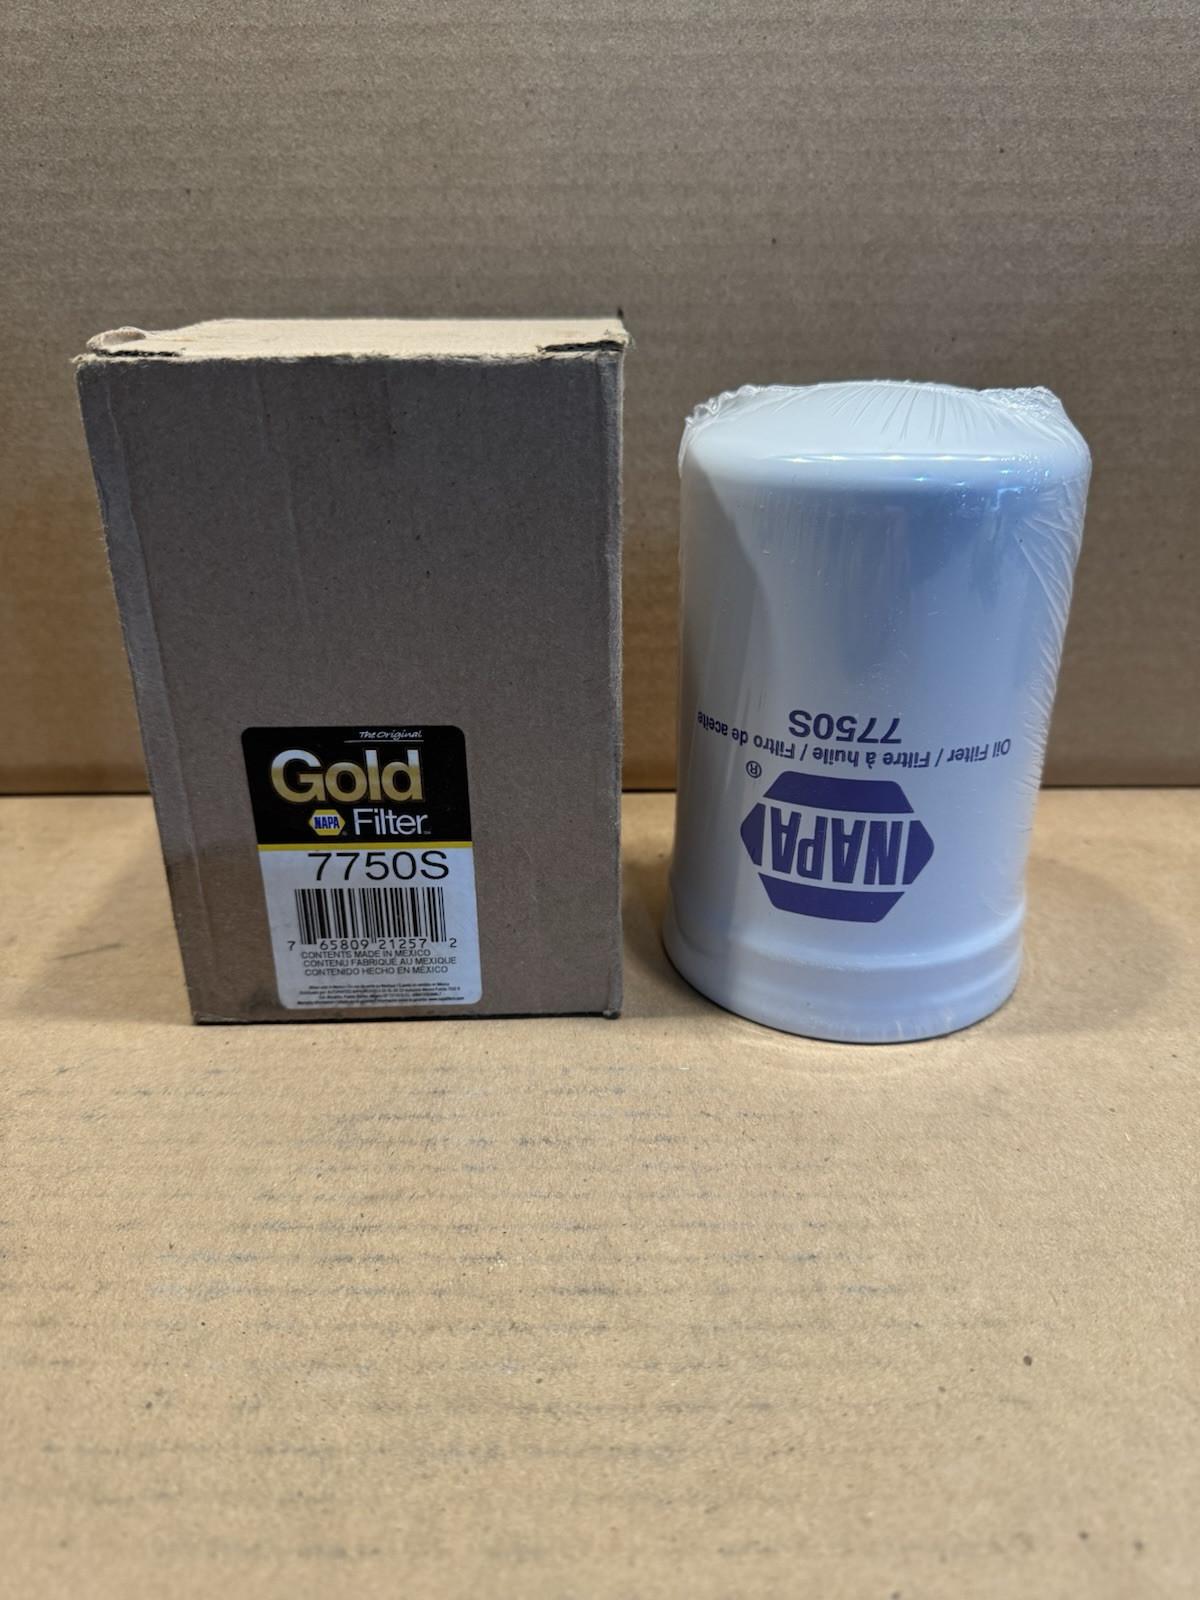 The Original
Gold
NAPA Filter
7750S
7 65809 21257 2
CONTENTS MADE IN MEXICO
CONTENU FABRIQUÉ AU MEXIQUE
CONTENIDO HECHO EN MÉXICO
NAPA®
Oil Filter / Filtre à huile / Filtro de aceite
7750S